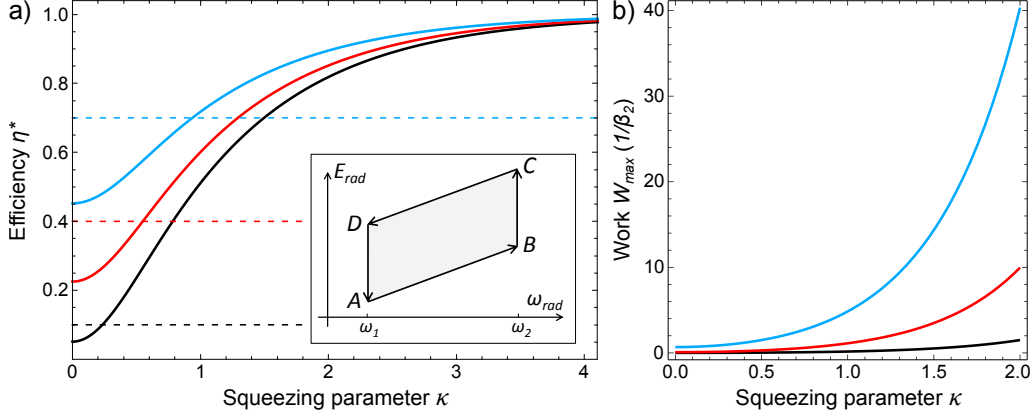 a)
Efficiency η*
1.0
0.8
0.6
0.4
0.2
0 1 2 3 4
Squeezing parameter κ
E_rad
C
D
B
A
ω_rad
ω_1 ω_2
b)
Work W_max (1/β_2)
40
30
20
10
0
0.0 0.5 1.0 1.5 2.0
Squeezing parameter κ